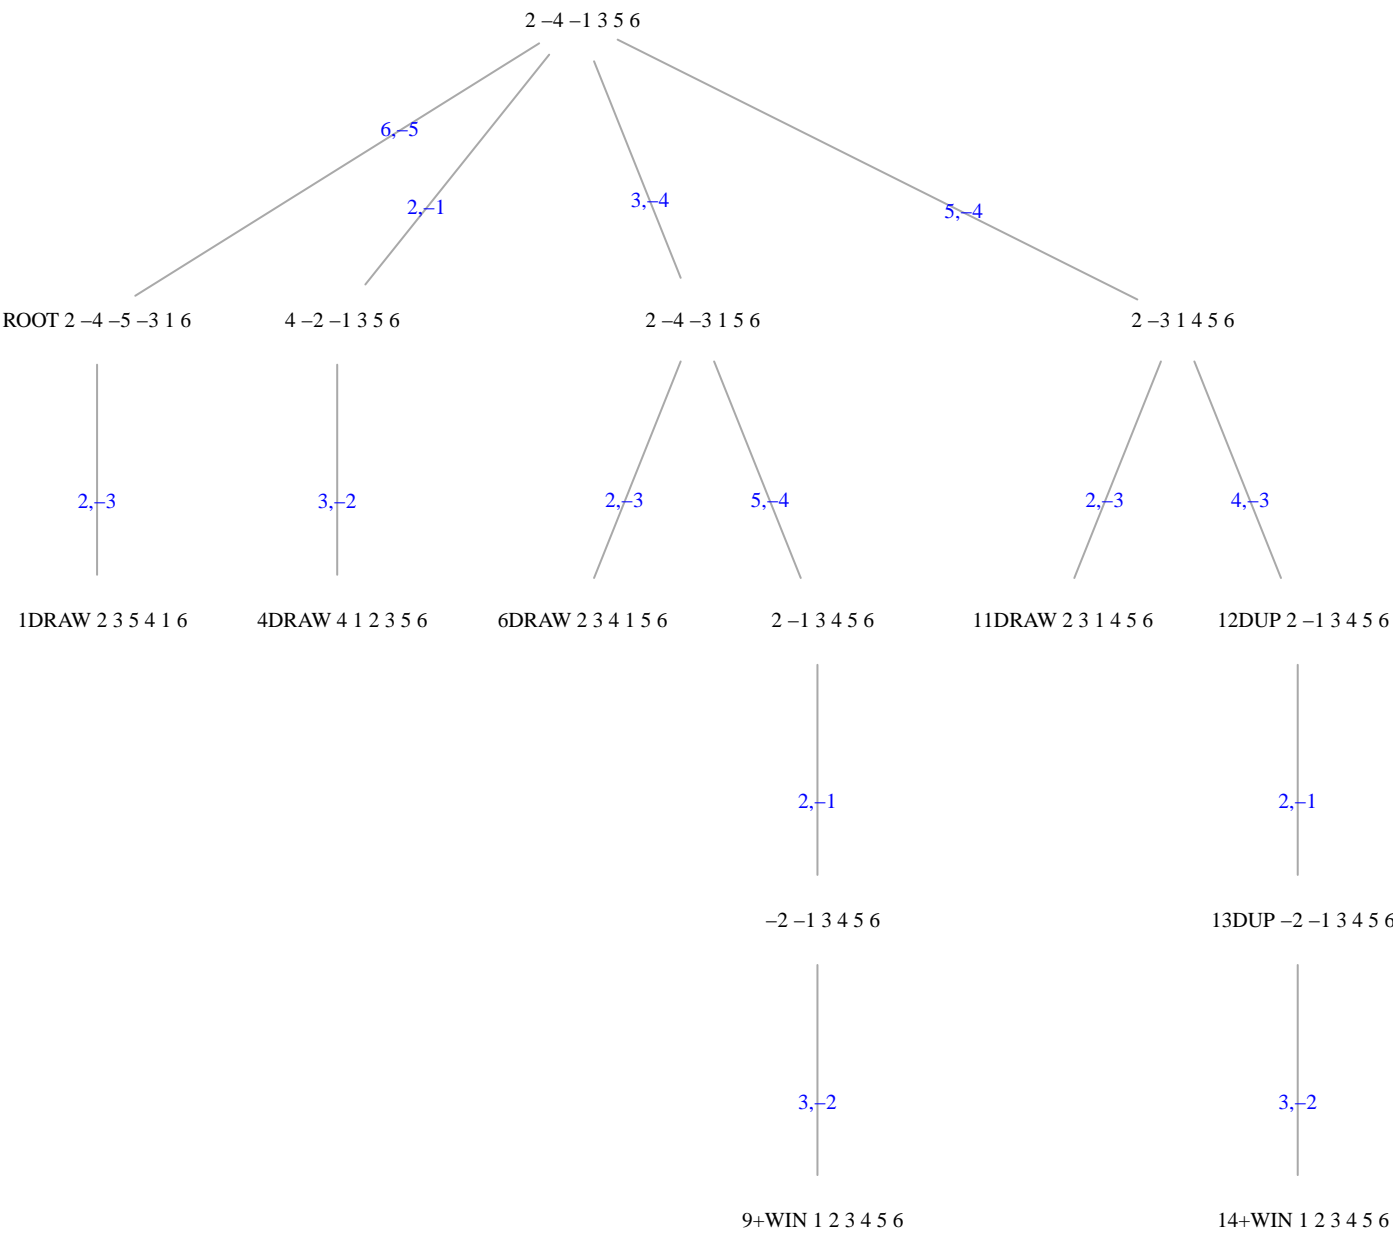 2 –4 –1 3 5 6
6,–5
2,–1
3,–4
5,–4
ROOT 2 –4 –5 –3 1 6
4 –2 –1 3 5 6
2 –4 –3 1 5 6
2 –3 1 4 5 6
2,–3
3,–2
2,–3
5,–4
2,–3
4,–3
1DRAW 2 3 5 4 1 6
4DRAW 4 1 2 3 5 6
6DRAW 2 3 4 1 5 6
2 –1 3 4 5 6
11DRAW 2 3 1 4 5 6
12DUP 2 –1 3 4 5 6
2,–1
2,–1
–2 –1 3 4 5 6
13DUP –2 –1 3 4 5 6
3,–2
3,–2
9+WIN 1 2 3 4 5 6
14+WIN 1 2 3 4 5 6